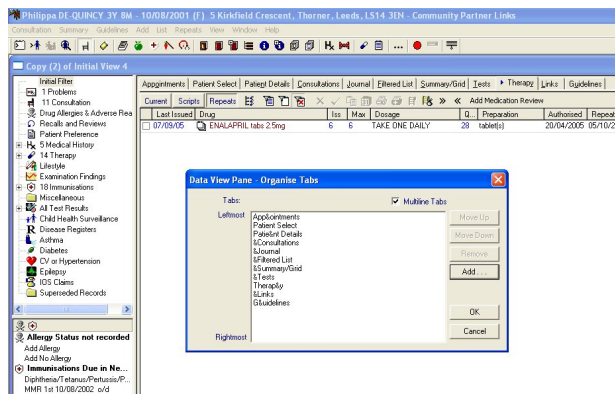 Philippa DE-QUINCY 3Y 8M - 10/08/2001 (F) 5 Kirkfield Crescent, Thorner, Leeds, LS14 3EN - Community Partner Links
Consultation Summary Guidelines Add List Repeats View Window Help
Copy (2) of Initial View 4
Initial Filter
1 Problems
11 Consultation
Drug Allergies & Adverse Rea
Recalls and Reviews
Patient Preference
5 Medical History
14 Therapy
Lifestyle
Examination Findings
18 Immunisations
Miscellaneous
All Test Results
Child Health Surveillance
Disease Registers
Asthma
Diabetes
CV or Hypertension
Epilepsy
IOS Claims
Superseded Records
Allergy Status not recorded
Add Allergy
Add No Allergy
Immunisations Due in Ne...
Diphtheria/Tetanus/Pertussis/P...
MMR 1st 10/08/2002 o/d
Appointments Patient Select Patient Details Consultations Journal Filtered List Summary/Grid Tests Therapy Links Guidelines
Current Scripts Repeats Add Medication Review
Last Issued Drug Iss Max Dosage Q... Preparation Authorised Repeat
07/09/05 ENALAPRIL tabs 2.5mg 6 6 TAKE ONE DAILY 28 tablet(s) 20/04/2005 05/10/2
Data View Pane - Organise Tabs
Tabs: Multiline Tabs
Leftmost
App&ointments
Patient Select
Patie&nt Details
&Consultations
&Journal
&Filtered List
&Summary/Grid
&Tests
Therap&y
&Links
G&uidelines
Rightmost
Move Up
Move Down
Remove
Add . . .
OK
Cancel